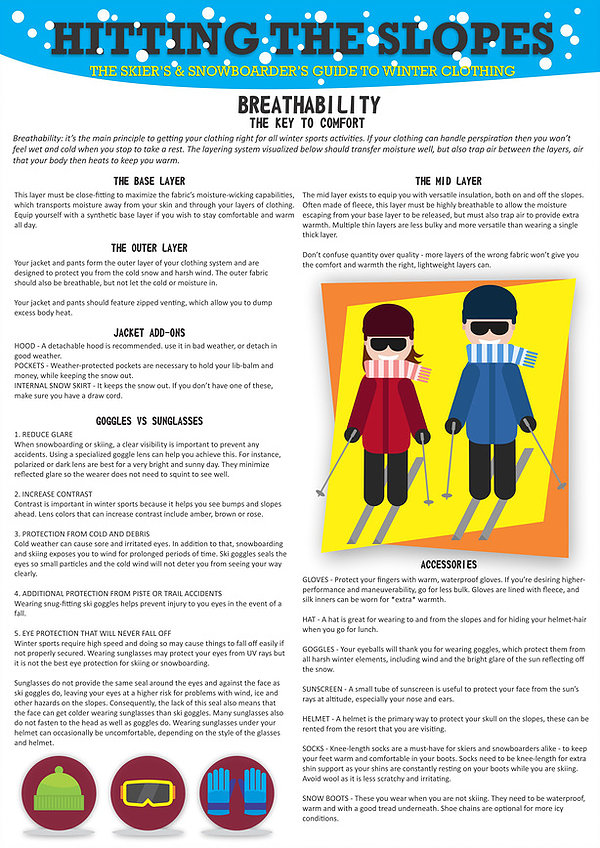 HITTING THE SLOPES
THE SKIER'S & SNOWBOARDER'S GUIDE TO WINTER CLOTHING
BREATHABILITY
THE KEY TO COMFORT
Breathability: it's the main principle to getting your clothing right for all winter sports activities. If your clothing can handle perspiration then you won't
feel wet and cold when you stop to take a rest. The layering system visualized below should transfer moisture well, but also trap air between the layers, air
that your body then heats to keep you warm.
THE BASE LAYER
This layer must be close-fitting to maximize the fabric's moisture-wicking capabilities,
which transports moisture away from your skin and through your layers of clothing.
Equip yourself with a synthetic base layer if you wish to stay comfortable and warm
all day.
THE OUTER LAYER
Your jacket and pants form the outer layer of your clothing system and are
designed to protect you from the cold snow and harsh wind. The outer fabric
should also be breathable, but not let the cold or moisture in.
Your jacket and pants should feature zipped venting, which allow you to dump
excess body heat.
JACKET ADD-ONS
HOOD - A detachable hood is recommended. use it in bad weather, or detach in
good weather.
POCKETS - Weather-protected pockets are necessary to hold your lib-balm and
money, while keeping the snow out.
INTERNAL SNOW SKIRT - It keeps the snow out. If you don't have one of these,
make sure you have a draw cord.
GOGGLES VS SUNGLASSES
1. REDUCE GLARE
When snowboarding or skiing, a clear visibility is important to prevent any
accidents. Using a specialized goggle lens can help you achieve this. For instance,
polarized or dark lens are best for a very bright and sunny day. They minimize
reflected glare so the wearer does not need to squint to see well.
2. INCREASE CONTRAST
Contrast is important in winter sports because it helps you see bumps and slopes
ahead. Lens colors that can increase contrast include amber, brown or rose.
3. PROTECTION FROM COLD AND DEBRIS
Cold weather can cause sore and irritated eyes. In addition to that, snowboarding
and skiing exposes you to wind for prolonged periods of time. Ski goggles seals the
eyes so small particles and the cold wind will not deter you from seeing your way
clearly.
4. ADDITIONAL PROTECTION FROM PISTE OR TRAIL ACCIDENTS
Wearing snug-fitting ski goggles helps prevent injury to you eyes in the event of a
fall.
5. EYE PROTECTION THAT WILL NEVER FALL OFF
Winter sports require high speed and doing so may cause things to fall off easily if
not properly secured. Wearing sunglasses may protect your eyes from UV rays but
it is not the best eye protection for skiing or snowboarding.
Sunglasses do not provide the same seal around the eyes and against the face as
ski goggles do, leaving your eyes at a higher risk for problems with wind, ice and
other hazards on the slopes. Consequently, the lack of this seal also means that
the face can get colder wearing sunglasses than ski goggles. Many sunglasses also
do not fasten to the head as well as goggles do. Wearing sunglasses under your
helmet can occasionally be uncomfortable, depending on the style of the glasses
and helmet.
THE MID LAYER
The mid layer exists to equip you with versatile insulation, both on and off the slopes.
Often made of fleece, this layer must be highly breathable to allow the moisture
escaping from your base layer to be released, but must also trap air to provide extra
warmth. Multiple thin layers are less bulky and more versatile than wearing a single
thick layer.
Don't confuse quantity over quality - more layers of the wrong fabric won't give you
the comfort and warmth the right, lightweight layers can.
ACCESSORIES
GLOVES - Protect your fingers with warm, waterproof gloves. If you're desiring higher-
performance and maneuverability, go for less bulk. Gloves are lined with fleece, and
silk inners can be worn for *extra* warmth.
HAT - A hat is great for wearing to and from the slopes and for hiding your helmet-hair
when you go for lunch.
GOGGLES - Your eyeballs will thank you for wearing goggles, which protect them from
all harsh winter elements, including wind and the bright glare of the sun reflecting off
the snow.
SUNSCREEN - A small tube of sunscreen is useful to protect your face from the sun's
rays at altitude, especially your nose and ears.
HELMET - A helmet is the primary way to protect your skull on the slopes, these can be
rented from the resort that you are visiting.
SOCKS - Knee-length socks are a must-have for skiers and snowboarders alike - to keep
your feet warm and comfortable in your boots. Socks need to be knee-length for extra
shin support as your shins are constantly resting on your boots while you are skiing.
Avoid wool as it is less scratchy and irritating.
SNOW BOOTS - These you wear when you are not skiing. They need to be waterproof,
warm and with a good tread underneath. Shoe chains are optional for more icy
conditions.